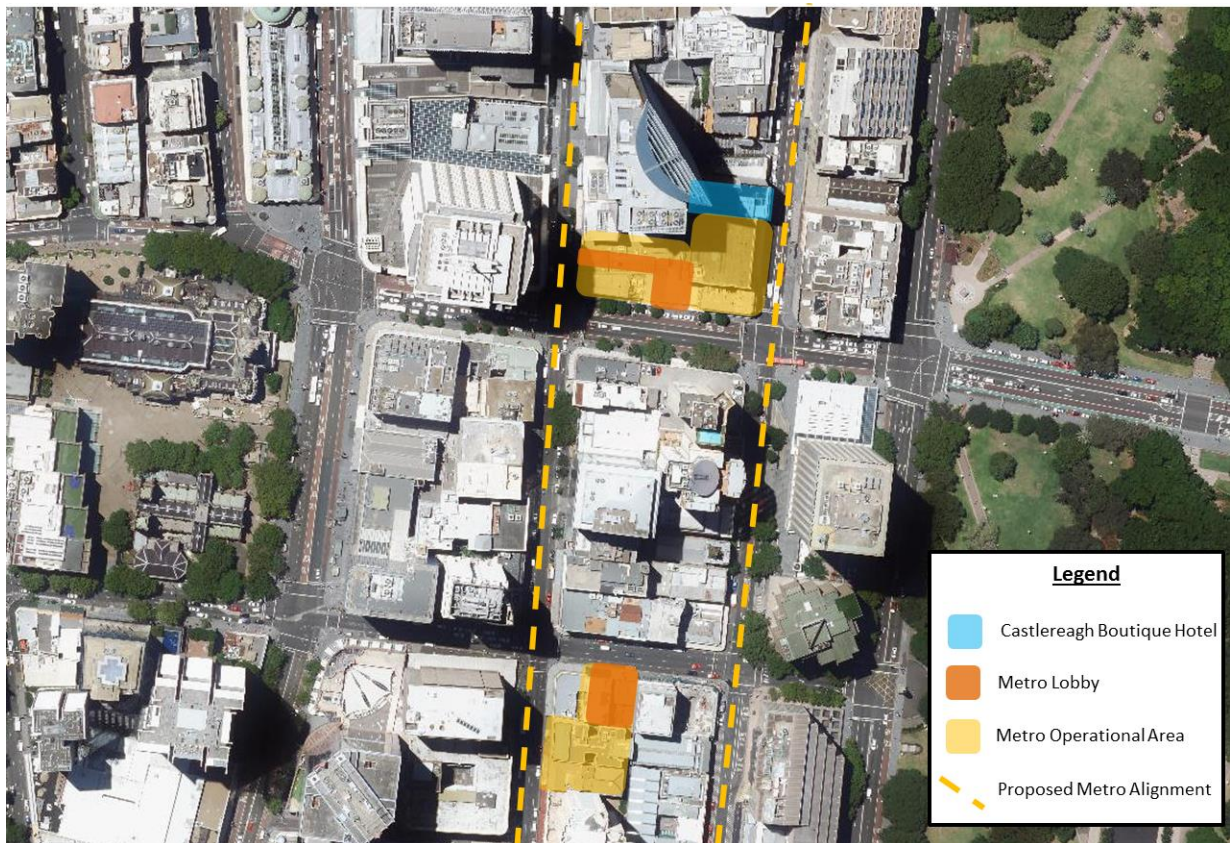 Legend
Castlereagh Boutique Hotel
Metro Lobby
Metro Operational Area
Proposed Metro Alignment